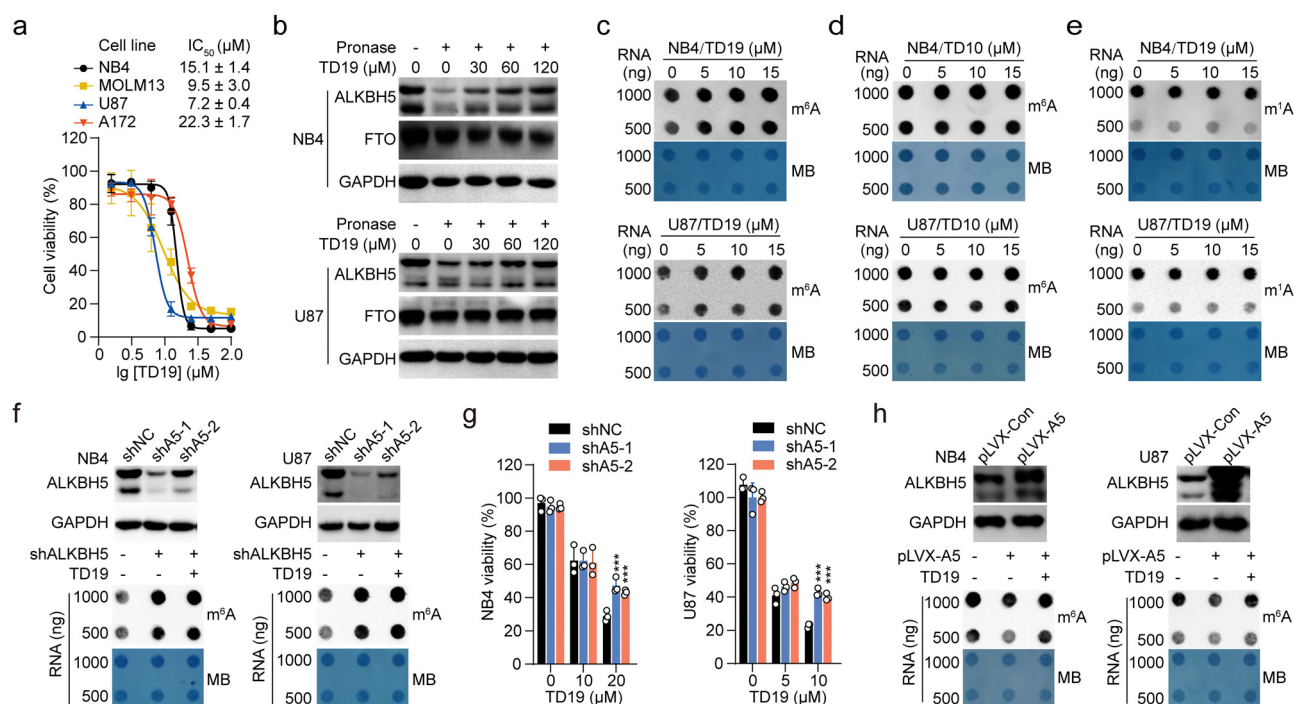 a
Cell line IC50 (µM)
NB4 15.1 ± 1.4
MOLM13 9.5 ± 3.0
U87 7.2 ± 0.4
A172 22.3 ± 1.7
120
100
80
60
40
20
0
Cell viability (%)
0 0.5 1.0 1.5 2.0
lg [TD19] (µM)
b
Pronase - + + + +
TD19 (µM) 0 0 30 60 120
ALKBH5
NB4 FTO
GAPDH
Pronase - + + + +
TD19 (µM) 0 0 30 60 120
ALKBH5
U87 FTO
GAPDH
c
RNA NB4/TD19 (µM)
(ng) 0 5 10 15
1000
m⁶A
500
1000
MB
500
RNA U87/TD19 (µM)
(ng) 0 5 10 15
1000
m⁶A
500
1000
MB
500
d
RNA NB4/TD10 (µM)
(ng) 0 5 10 15
1000
m⁶A
500
1000
MB
500
RNA U87/TD10 (µM)
(ng) 0 5 10 15
1000
m⁶A
500
1000
MB
500
e
RNA NB4/TD19 (µM)
(ng) 0 5 10 15
1000
m¹A
500
1000
MB
500
RNA U87/TD19 (µM)
(ng) 0 5 10 15
1000
m¹A
500
1000
MB
500
f
shNC shA5-1 shA5-2
NB4
ALKBH5
GAPDH
shALKBH5 - + +
TD19 - - +
1000
m⁶A
500
1000
MB
500
RNA (ng)
shNC shA5-1 shA5-2
U87
ALKBH5
GAPDH
shALKBH5 - + +
TD19 - - +
1000
m⁶A
500
1000
MB
500
RNA (ng)
g
shNC
shA5-1
shA5-2
120
100
80
60
40
20
0
NB4 viability (%)
*** ***
0 10 20
TD19 (µM)
shNC
shA5-1
shA5-2
120
100
80
60
40
20
0
U87 viability (%)
*** ***
0 5 10
TD19 (µM)
h
pLVX-Con pLVX-A5
NB4
ALKBH5
GAPDH
pLVX-A5 - + +
TD19 - - +
1000
m⁶A
500
1000
MB
500
RNA (ng)
pLVX-Con pLVX-A5
U87
ALKBH5
GAPDH
pLVX-A5 - + +
TD19 - - +
1000
m⁶A
500
1000
MB
500
RNA (ng)